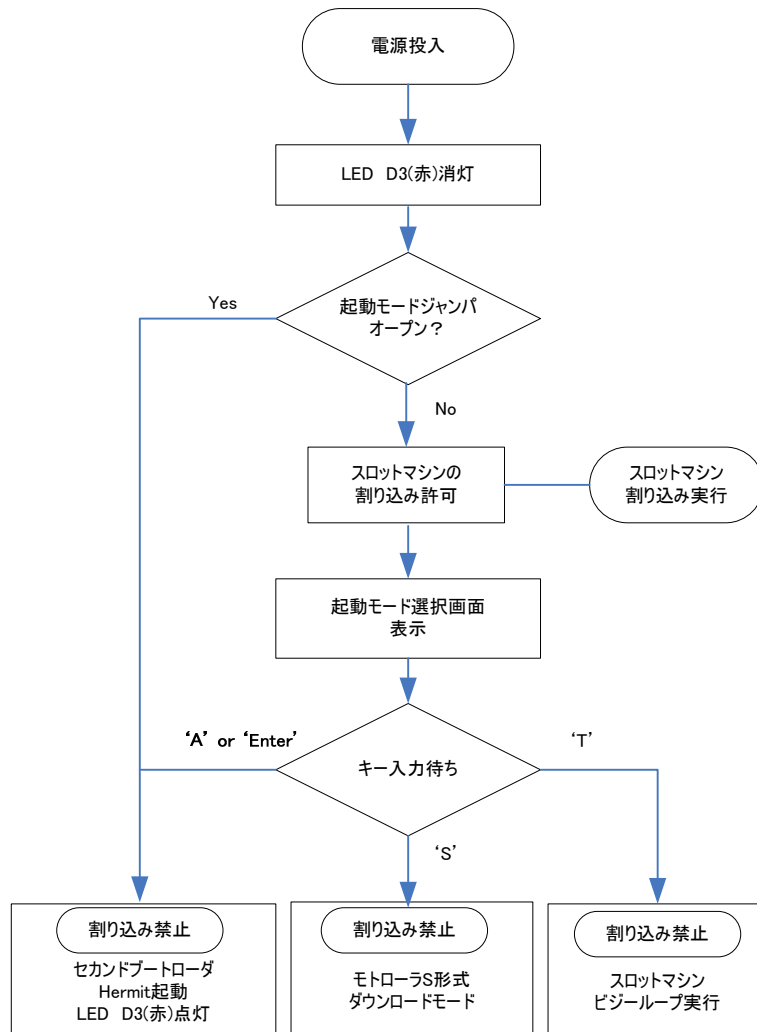 電源投入
LED D3(赤)消灯
Yes
起動モードジャンパ
オープン?
No
スロットマシンの
割り込み許可
スロットマシン
割り込み実行
起動モード選択画面
表示
‘A’ or ‘Enter’
キー入力待ち
‘T’
‘S’
割り込み禁止
セカンドブートローダ
Hermit起動
LED D3(赤)点灯
割り込み禁止
モトローラS形式
ダウンロードモード
割り込み禁止
スロットマシン
ビジーループ実行